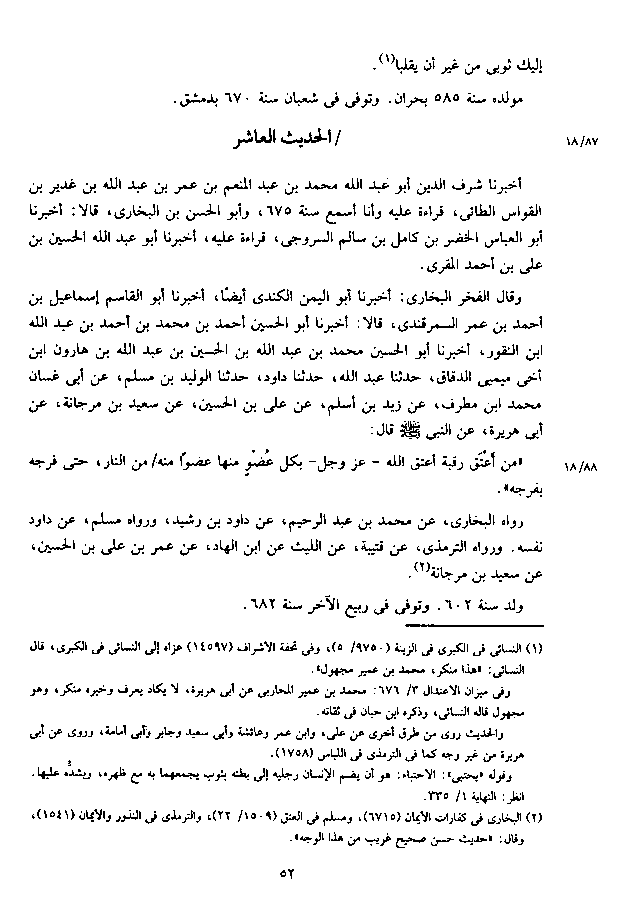 إليك ثوبى من غير أن يقلبا(١).
مولده سنة ٥٨٥ بحران. وتوفى فى شعبان سنة ٦٧٠ بدمشق.
١٨/٨٧
/ الحديث العاشر
أخبرنا شرف الدين أبو عبد الله محمد بن عبد المنعم بن عمر بن عبد الله بن غدير بن
القواس الطائى، قراءة عليه وأنا أسمع سنة ٦٧٥، وأبو الحسن بن البخارى، قالا: أخبرنا
أبو العباس الخضر بن كامل بن سالم السروجى، قراءة عليه، أخبرنا أبو عبد الله الحسين بن
على بن أحمد المقرى.
وقال الفخر البخارى: أخبرنا أبو اليمن الكندى أيضًا، أخبرنا أبو القاسم إسماعيل بن
أحمد بن عمر السمرقندى، قالا: أخبرنا أبو الحسين أحمد بن محمد بن أحمد بن عبد الله
ابن النقور، أخبرنا أبو الحسين محمد بن عبد الله بن الحسين بن عبد الله بن هارون ابن
أخى ميمى الدقاق، حدثنا عبد الله، حدثنا داود، حدثنا الوليد بن مسلم، عن أبى غسان
محمد ابن مطرف، عن زيد بن أسلم، عن على بن الحسين، عن سعيد بن مرجانة، عن
أبى هريرة، عن النبى ﷺ قال:
١٨/٨٨
«من أَعْتَق رقبة أعتق الله - عز وجل- بكل عُضْوٍ منها عضوًا منه/ من النار، حتى فرجه
بفرجه».
رواه البخارى، عن محمد بن عبد الرحيم، عن داود بن رشيد، ورواه مسلم، عن داود
نفسه. ورواه الترمذى، عن قتيبة، عن الليث عن ابن الهاد، عن عمر بن على بن الحسين،
عن سعيد بن مرجانة(٢).
ولد سنة ٦٠٢. وتوفى فى ربيع الآخر سنة ٦٨٢.
(١) النسائى فى الكبرى فى الزينة (٩٧٥٠/ ٥)، وفى تحفة الأشراف (١٤٥٩٧) عزاه إلى النسائى فى الكبرى، قال
النسائى: «هذا منكر، محمد بن عمير مجهول».
وفى ميزان الاعتدال ٣/ ٦٧٦: محمد بن عمير المحاربى عن أبى هريرة، لا يكاد يعرف وخبره منكر، وهو
مجهول قاله النسائى، وذكره ابن حبان فى ثقاته.
والحديث روى من طرق أخرى عن على، وابن عمر وعائشة وأبى سعيد وجابر وأبى أمامة، وروى عن أبى
هريرة من غير وجه كما فى الترمذى فى اللباس (١٧٥٨).
وقوله «يحتبى»: الاحتباء: هو أن يضم الإنسان رجليه إلى بطنه بثوب يجمعهما به مع ظهره، ويشدُّه عليها.
انظر: النهاية ١/ ٣٣٥.
(٢) البخارى فى كفارات الأيمان (٦٧١٥)، ومسلم فى العتق (١٥٠٩/ ٢٢)، والترمذى فى النذور والأيمان (١٥٤١)،
وقال: «حديث حسن صحيح غريب من هذا الوجه».
٥٢